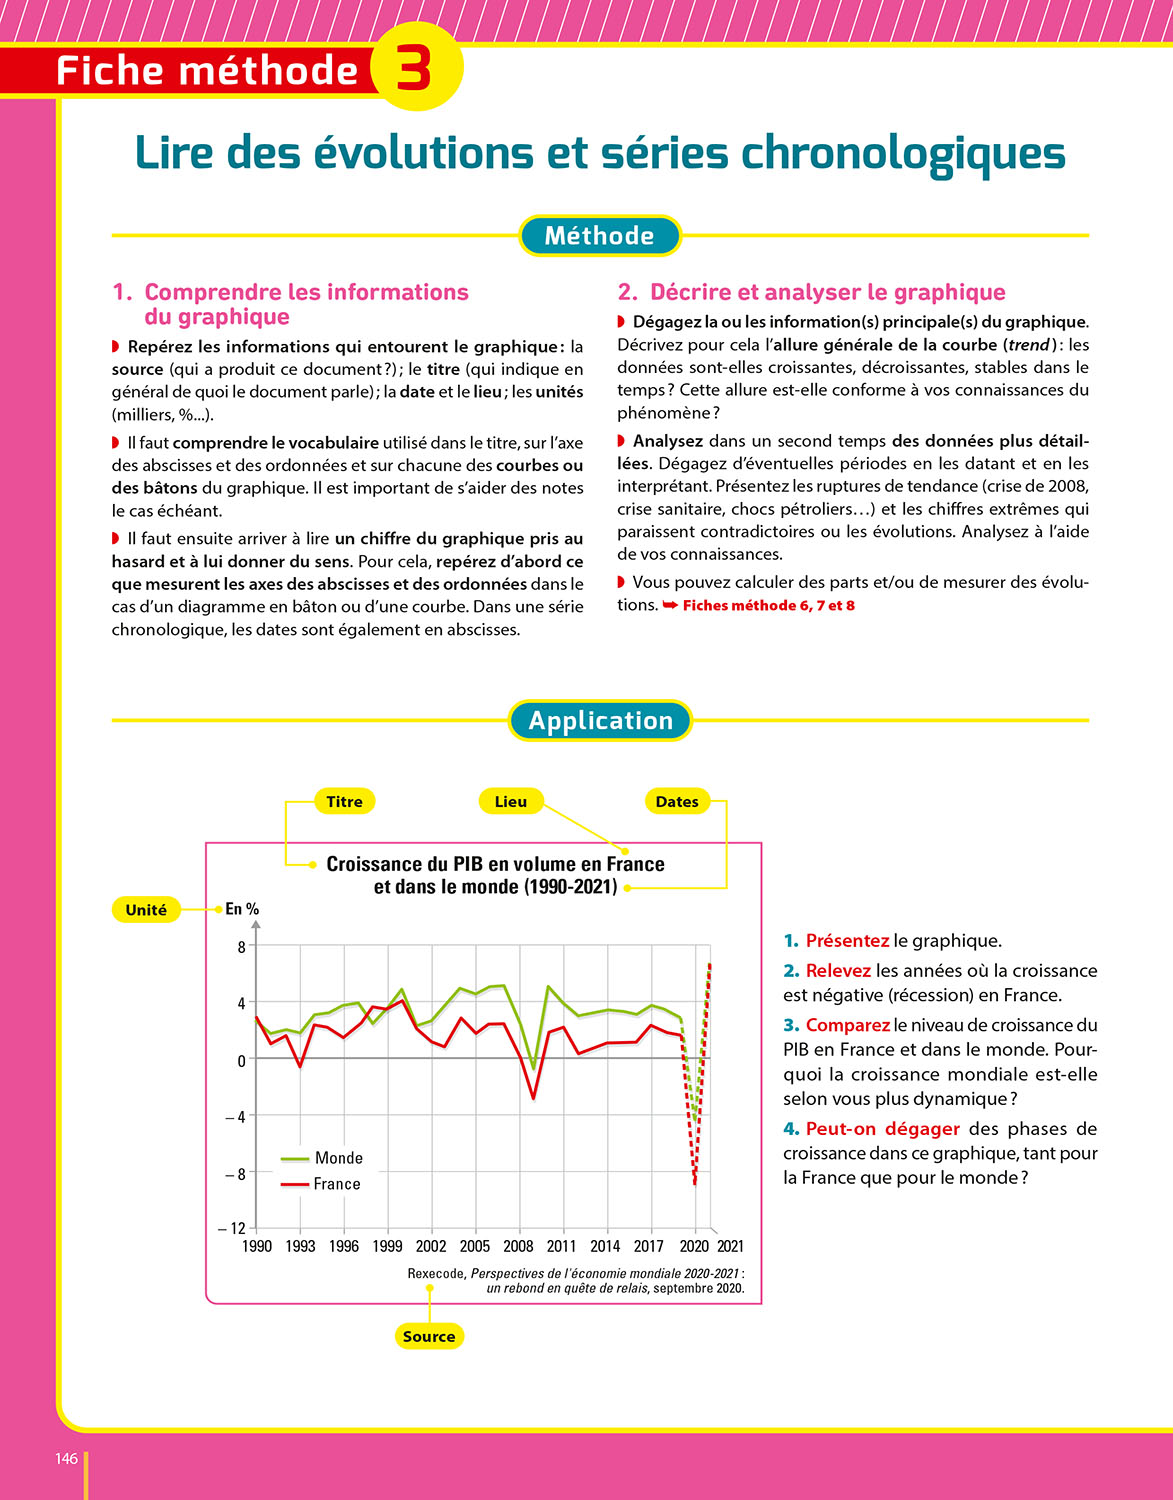 Fiche méthode 3
Lire des évolutions et séries chronologiques
Méthode
1. Comprendre les informations
du graphique
◗ Repérez les informations qui entourent le graphique : la
source (qui a produit ce document ?) ; le titre (qui indique en
général de quoi le document parle) ; la date et le lieu ; les unités
(milliers, %...).
◗ Il faut comprendre le vocabulaire utilisé dans le titre, sur l’axe
des abscisses et des ordonnées et sur chacune des courbes ou
des bâtons du graphique. Il est important de s’aider des notes
le cas échéant.
◗ Il faut ensuite arriver à lire un chiffre du graphique pris au
hasard et à lui donner du sens. Pour cela, repérez d’abord ce
que mesurent les axes des abscisses et des ordonnées dans le
cas d’un diagramme en bâton ou d’une courbe. Dans une série
chronologique, les dates sont également en abscisses.
2. Décrire et analyser le graphique
◗ Dégagez la ou les information(s) principale(s) du graphique.
Décrivez pour cela l’allure générale de la courbe (trend) : les
données sont-elles croissantes, décroissantes, stables dans le
temps ? Cette allure est-elle conforme à vos connaissances du
phénomène ?
◗ Analysez dans un second temps des données plus détail-
lées. Dégagez d’éventuelles périodes en les datant et en les
interprétant. Présentez les ruptures de tendance (crise de 2008,
crise sanitaire, chocs pétroliers…) et les chiffres extrêmes qui
paraissent contradictoires ou les évolutions. Analysez à l’aide
de vos connaissances.
◗ Vous pouvez calculer des parts et/ou de mesurer des évolu-
tions. ➥ Fiches méthode 6, 7 et 8
Application
Titre
Lieu
Dates
Croissance du PIB en volume en France
et dans le monde (1990-2021)
Unité
En %
8
4
0
– 4
– 8
– 12
Monde
France
1990 1993 1996 1999 2002 2005 2008 2011 2014 2017 2020 2021
Rexecode, Perspectives de l'économie mondiale 2020-2021 :
un rebond en quête de relais, septembre 2020.
Source
1. Présentez le graphique.
2. Relevez les années où la croissance
est négative (récession) en France.
3. Comparez le niveau de croissance du
PIB en France et dans le monde. Pour-
quoi la croissance mondiale est-elle
selon vous plus dynamique ?
4. Peut-on dégager des phases de
croissance dans ce graphique, tant pour
la France que pour le monde ?
146